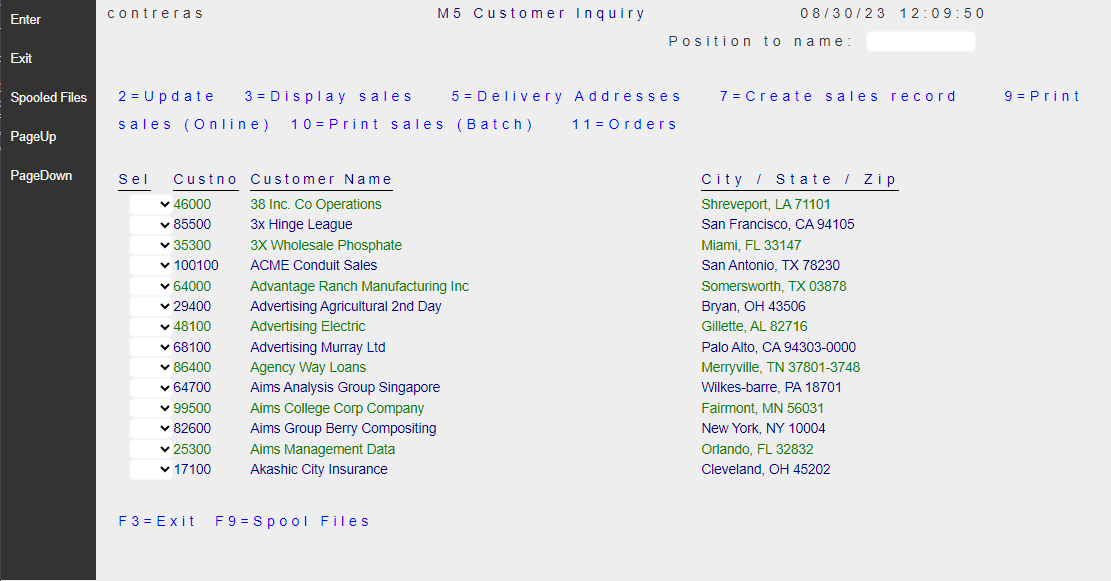 Enter
Exit
Spooled Files
PageUp
PageDown
contreras M5 Customer Inquiry 08/30/23 12:09:50
Position to name:
2=Update 3=Display sales 5=Delivery Addresses 7=Create sales record 9=Print
sales (Online) 10=Print sales (Batch) 11=Orders
Sel Custno Customer Name City / State / Zip
46000 38 Inc. Co Operations Shreveport, LA 71101
85500 3x Hinge League San Francisco, CA 94105
35300 3X Wholesale Phosphate Miami, FL 33147
100100 ACME Conduit Sales San Antonio, TX 78230
64000 Advantage Ranch Manufacturing Inc Somersworth, TX 03878
29400 Advertising Agricultural 2nd Day Bryan, OH 43506
48100 Advertising Electric Gillette, AL 82716
68100 Advertising Murray Ltd Palo Alto, CA 94303-0000
86400 Agency Way Loans Merryville, TN 37801-3748
64700 Aims Analysis Group Singapore Wilkes-barre, PA 18701
99500 Aims College Corp Company Fairmont, MN 56031
82600 Aims Group Berry Compositing New York, NY 10004
25300 Aims Management Data Orlando, FL 32832
17100 Akashic City Insurance Cleveland, OH 45202
F3=Exit F9=Spool Files